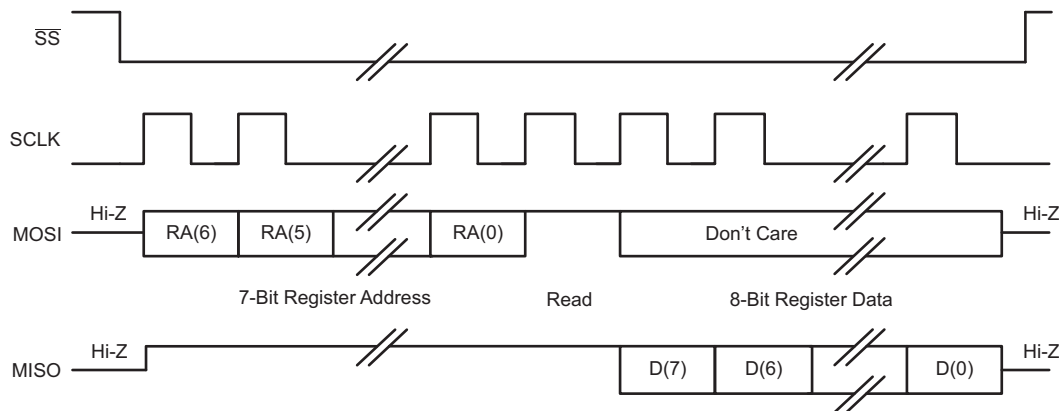 SS
SCLK
Hi-Z Hi-Z
MOSI RA(6) RA(5) RA(0) Don't Care
7-Bit Register Address Read 8-Bit Register Data
Hi-Z Hi-Z
MISO D(7) D(6) D(0)